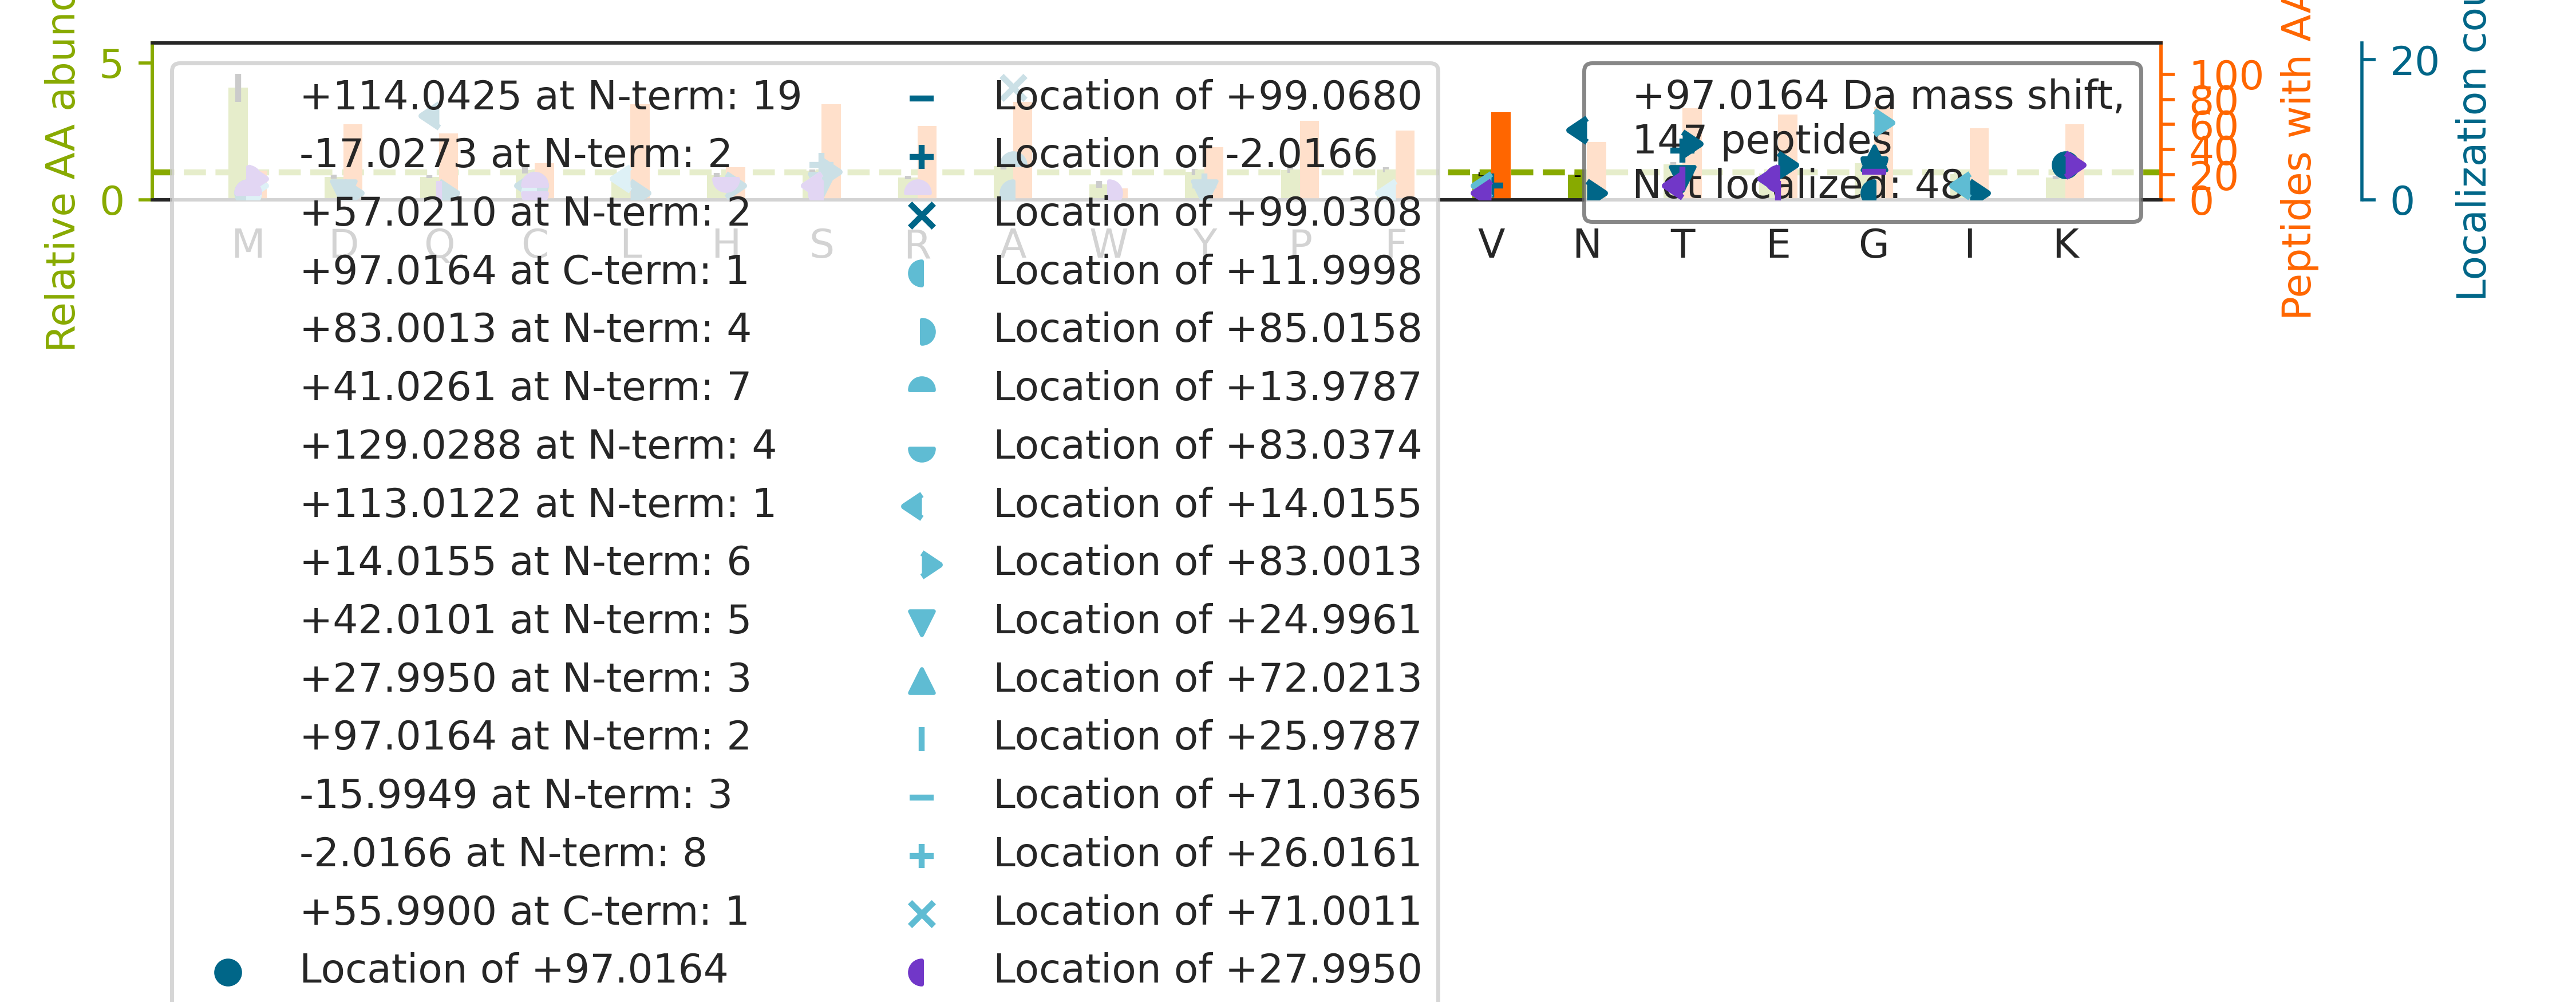 Relative AA abund
5
0
+114.0425 at N-term: 19
-17.0273 at N-term: 2
+57.0210 at N-term: 2
+97.0164 at C-term: 1
+83.0013 at N-term: 4
+41.0261 at N-term: 7
+129.0288 at N-term: 4
+113.0122 at N-term: 1
+14.0155 at N-term: 6
+42.0101 at N-term: 5
+27.9950 at N-term: 3
+97.0164 at N-term: 2
-15.9949 at N-term: 3
-2.0166 at N-term: 8
+55.9900 at C-term: 1
Location of +97.0164
Location of +99.0680
Location of -2.0166
Location of +99.0308
Location of +11.9998
Location of +85.0158
Location of +13.9787
Location of +83.0374
Location of +14.0155
Location of +83.0013
Location of +24.9961
Location of +72.0213
Location of +25.9787
Location of +71.0365
Location of +26.0161
Location of +71.0011
Location of +27.9950
+97.0164 Da mass shift,
147 peptides
Not localized: 48
M D Q C L H S R A W Y P F V N T E G I K
100
80
60
40
20
0
Peptides with AA
20
0
Localization cou